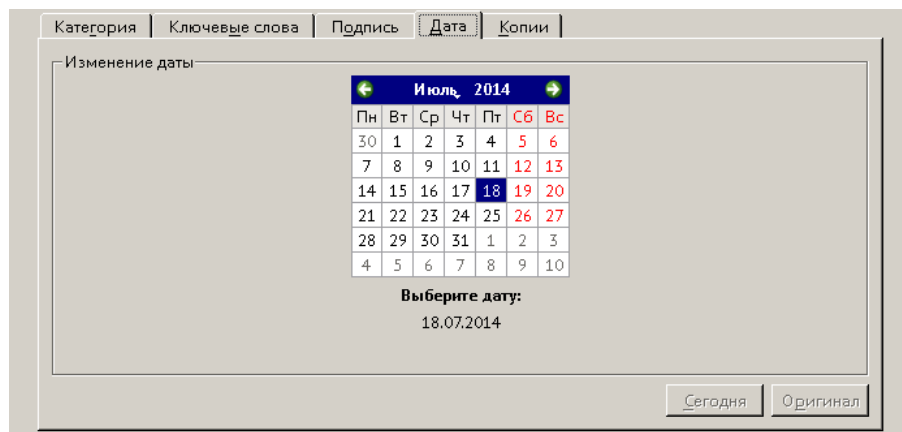 Категория Ключевые слова Подпись Дата Копии
Изменение даты
Июль 2014
Пн Вт Ср Чт Пт Сб Вс
30 1 2 3 4 5 6
7 8 9 10 11 12 13
14 15 16 17 18 19 20
21 22 23 24 25 26 27
28 29 30 31 1 2 3
4 5 6 7 8 9 10
Выберите дату:
18.07.2014
Сегодня Оригинал